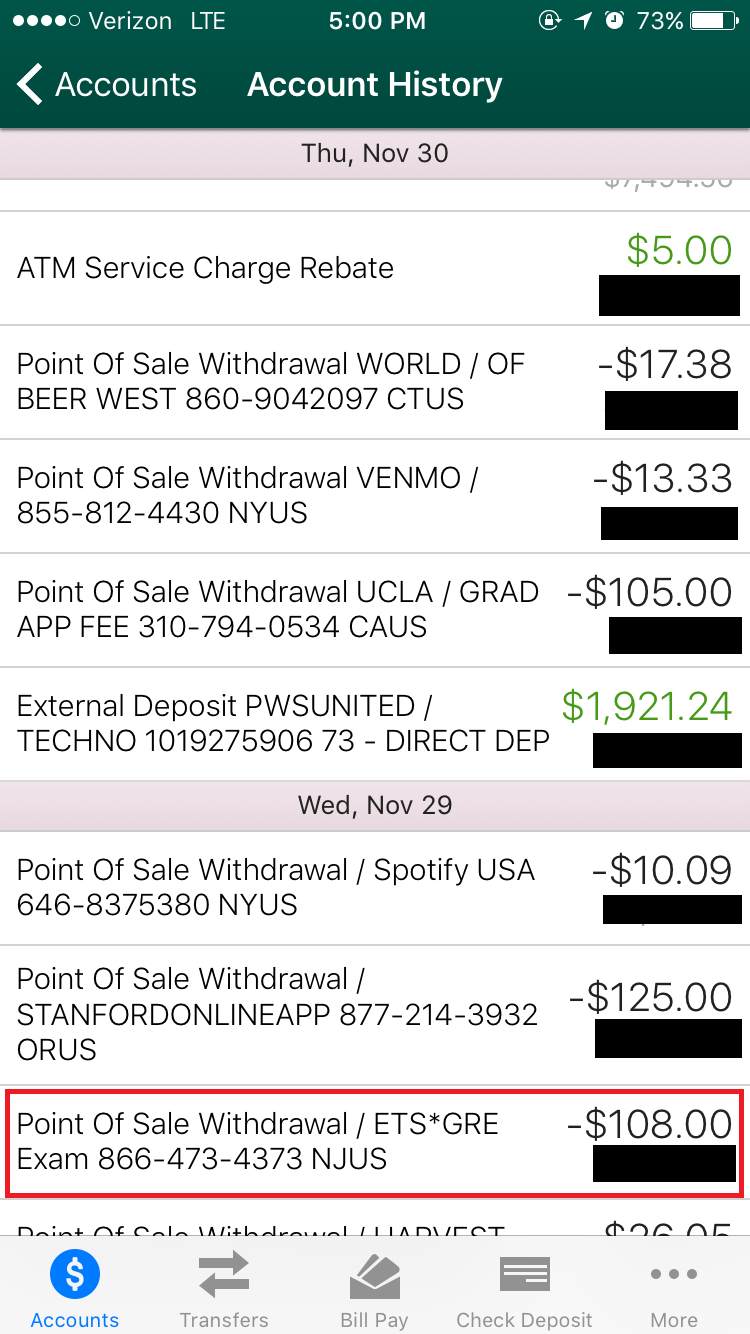 Verizon LTE 5:00 PM 73%
Accounts Account History
Thu, Nov 30
ATM Service Charge Rebate
$5.00
Point Of Sale Withdrawal WORLD / OF
BEER WEST 860-9042097 CTUS
-$17.38
Point Of Sale Withdrawal VENMO /
855-812-4430 NYUS
-$13.33
Point Of Sale Withdrawal UCLA / GRAD
APP FEE 310-794-0534 CAUS
-$105.00
External Deposit PWSUNITED /
TECHNO 1019275906 73 - DIRECT DEP
$1,921.24
Wed, Nov 29
Point Of Sale Withdrawal / Spotify USA
646-8375380 NYUS
-$10.09
Point Of Sale Withdrawal /
STANFORDONLINEAPP 877-214-3932
ORUS
-$125.00
Point Of Sale Withdrawal / ETS*GRE
Exam 866-473-4373 NJUS
-$108.00
Point Of Sale Withdrawal / HARVEST
Accounts Transfers Bill Pay Check Deposit More